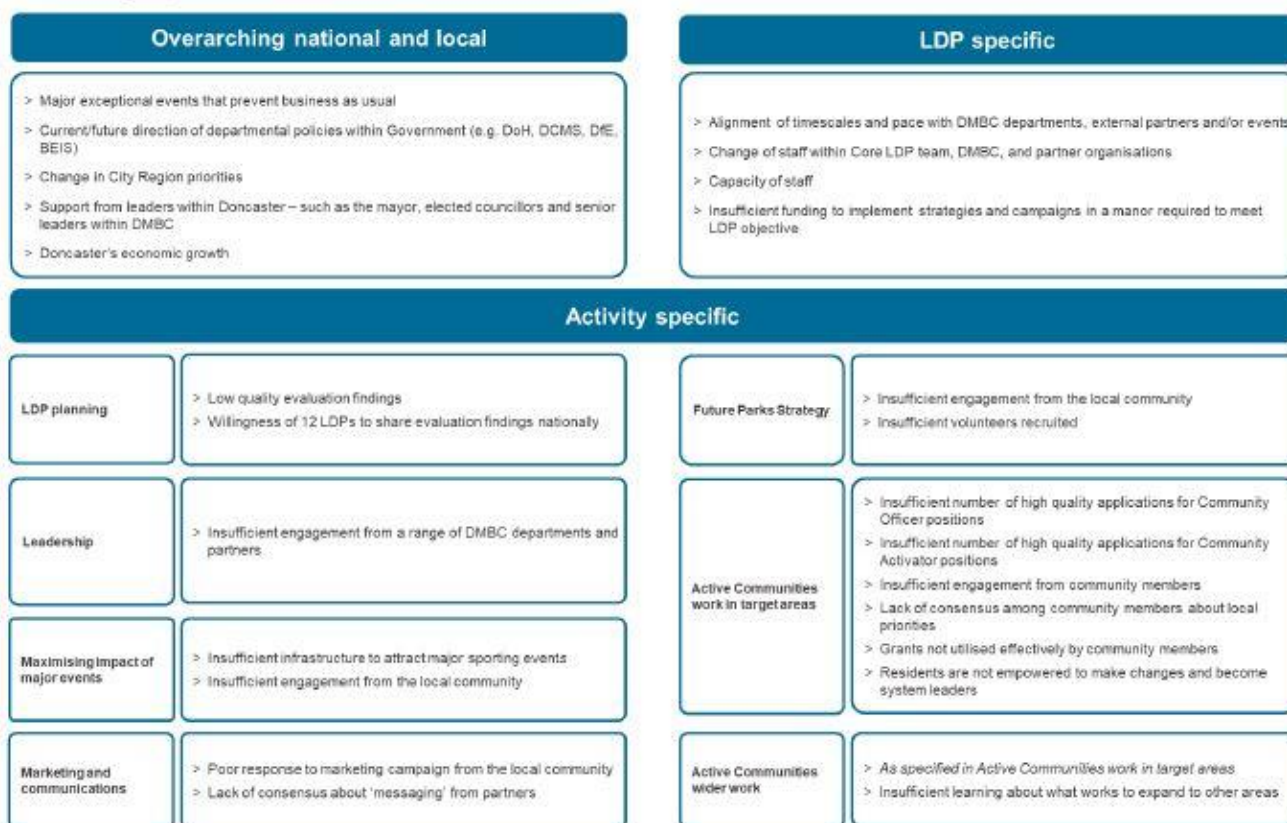 Overarching national and local
> Major exceptional events that prevent business as usual
> Current/future direction of departmental policies within Government (e.g. DoH, DCMS, DfE,
BEIS)
> Change in City Region priorities
> Support from leaders within Doncaster – such as the mayor, elected councillors and senior
leaders within DMBC
> Doncaster's economic growth
LDP specific
> Alignment of timescales and pace with DMBC departments, external partners and/or events
> Change of staff within Core LDP team, DMBC, and partner organisations
> Capacity of staff
> Insufficient funding to implement strategies and campaigns in a manor required to meet
LDP objective
Activity specific
LDP planning
> Low quality evaluation findings
> Willingness of 12 LDPs to share evaluation findings nationally
Leadership
> Insufficient engagement from a range of DMBC departments and
partners
Maximising impact of
major events
> Insufficient infrastructure to attract major sporting events
> Insufficient engagement from the local community
Marketing and
communications
> Poor response to marketing campaign from the local community
> Lack of consensus about 'messaging' from partners
Future Parks Strategy
> Insufficient engagement from the local community
> Insufficient volunteers recruited
Active Communities
work in target areas
> Insufficient number of high quality applications for Community
Officer positions
> Insufficient number of high quality applications for Community
Activator positions
> Insufficient engagement from community members
> Lack of consensus among community members about local
priorities
> Grants not utilised effectively by community members
> Residents are not empowered to make changes and become
system leaders
Active Communities
wider work
> As specified in Active Communities work in target areas
> Insufficient learning about what works to expand to other areas